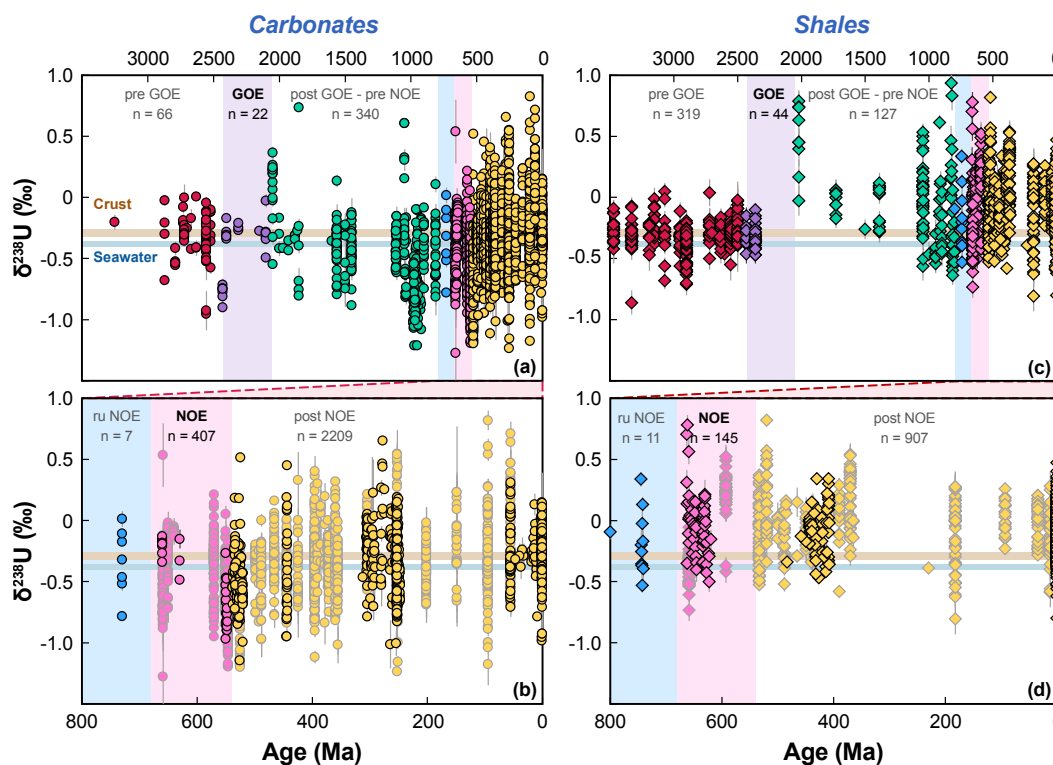 Carbonates
Shales
3000 2500 2000 1500 1000 500 0
3000 2500 2000 1500 1000 500 0
1.0
0.5
0
-0.5
-1.0
δ²³⁸U (‰)
pre GOE
n = 66
GOE
n = 22
post GOE - pre NOE
n = 340
Crust
Seawater
(a)
1.0
0.5
0
-0.5
-1.0
δ²³⁸U (‰)
pre GOE
n = 319
GOE
n = 44
post GOE - pre NOE
n = 127
(c)
1.0
0.5
0
-0.5
-1.0
δ²³⁸U (‰)
ru NOE
n = 7
NOE
n = 407
post NOE
n = 2209
(b)
800 600 400 200 0
Age (Ma)
1.0
0.5
0
-0.5
-1.0
δ²³⁸U (‰)
ru NOE
n = 11
NOE
n = 145
post NOE
n = 907
(d)
800 600 400 200 0
Age (Ma)